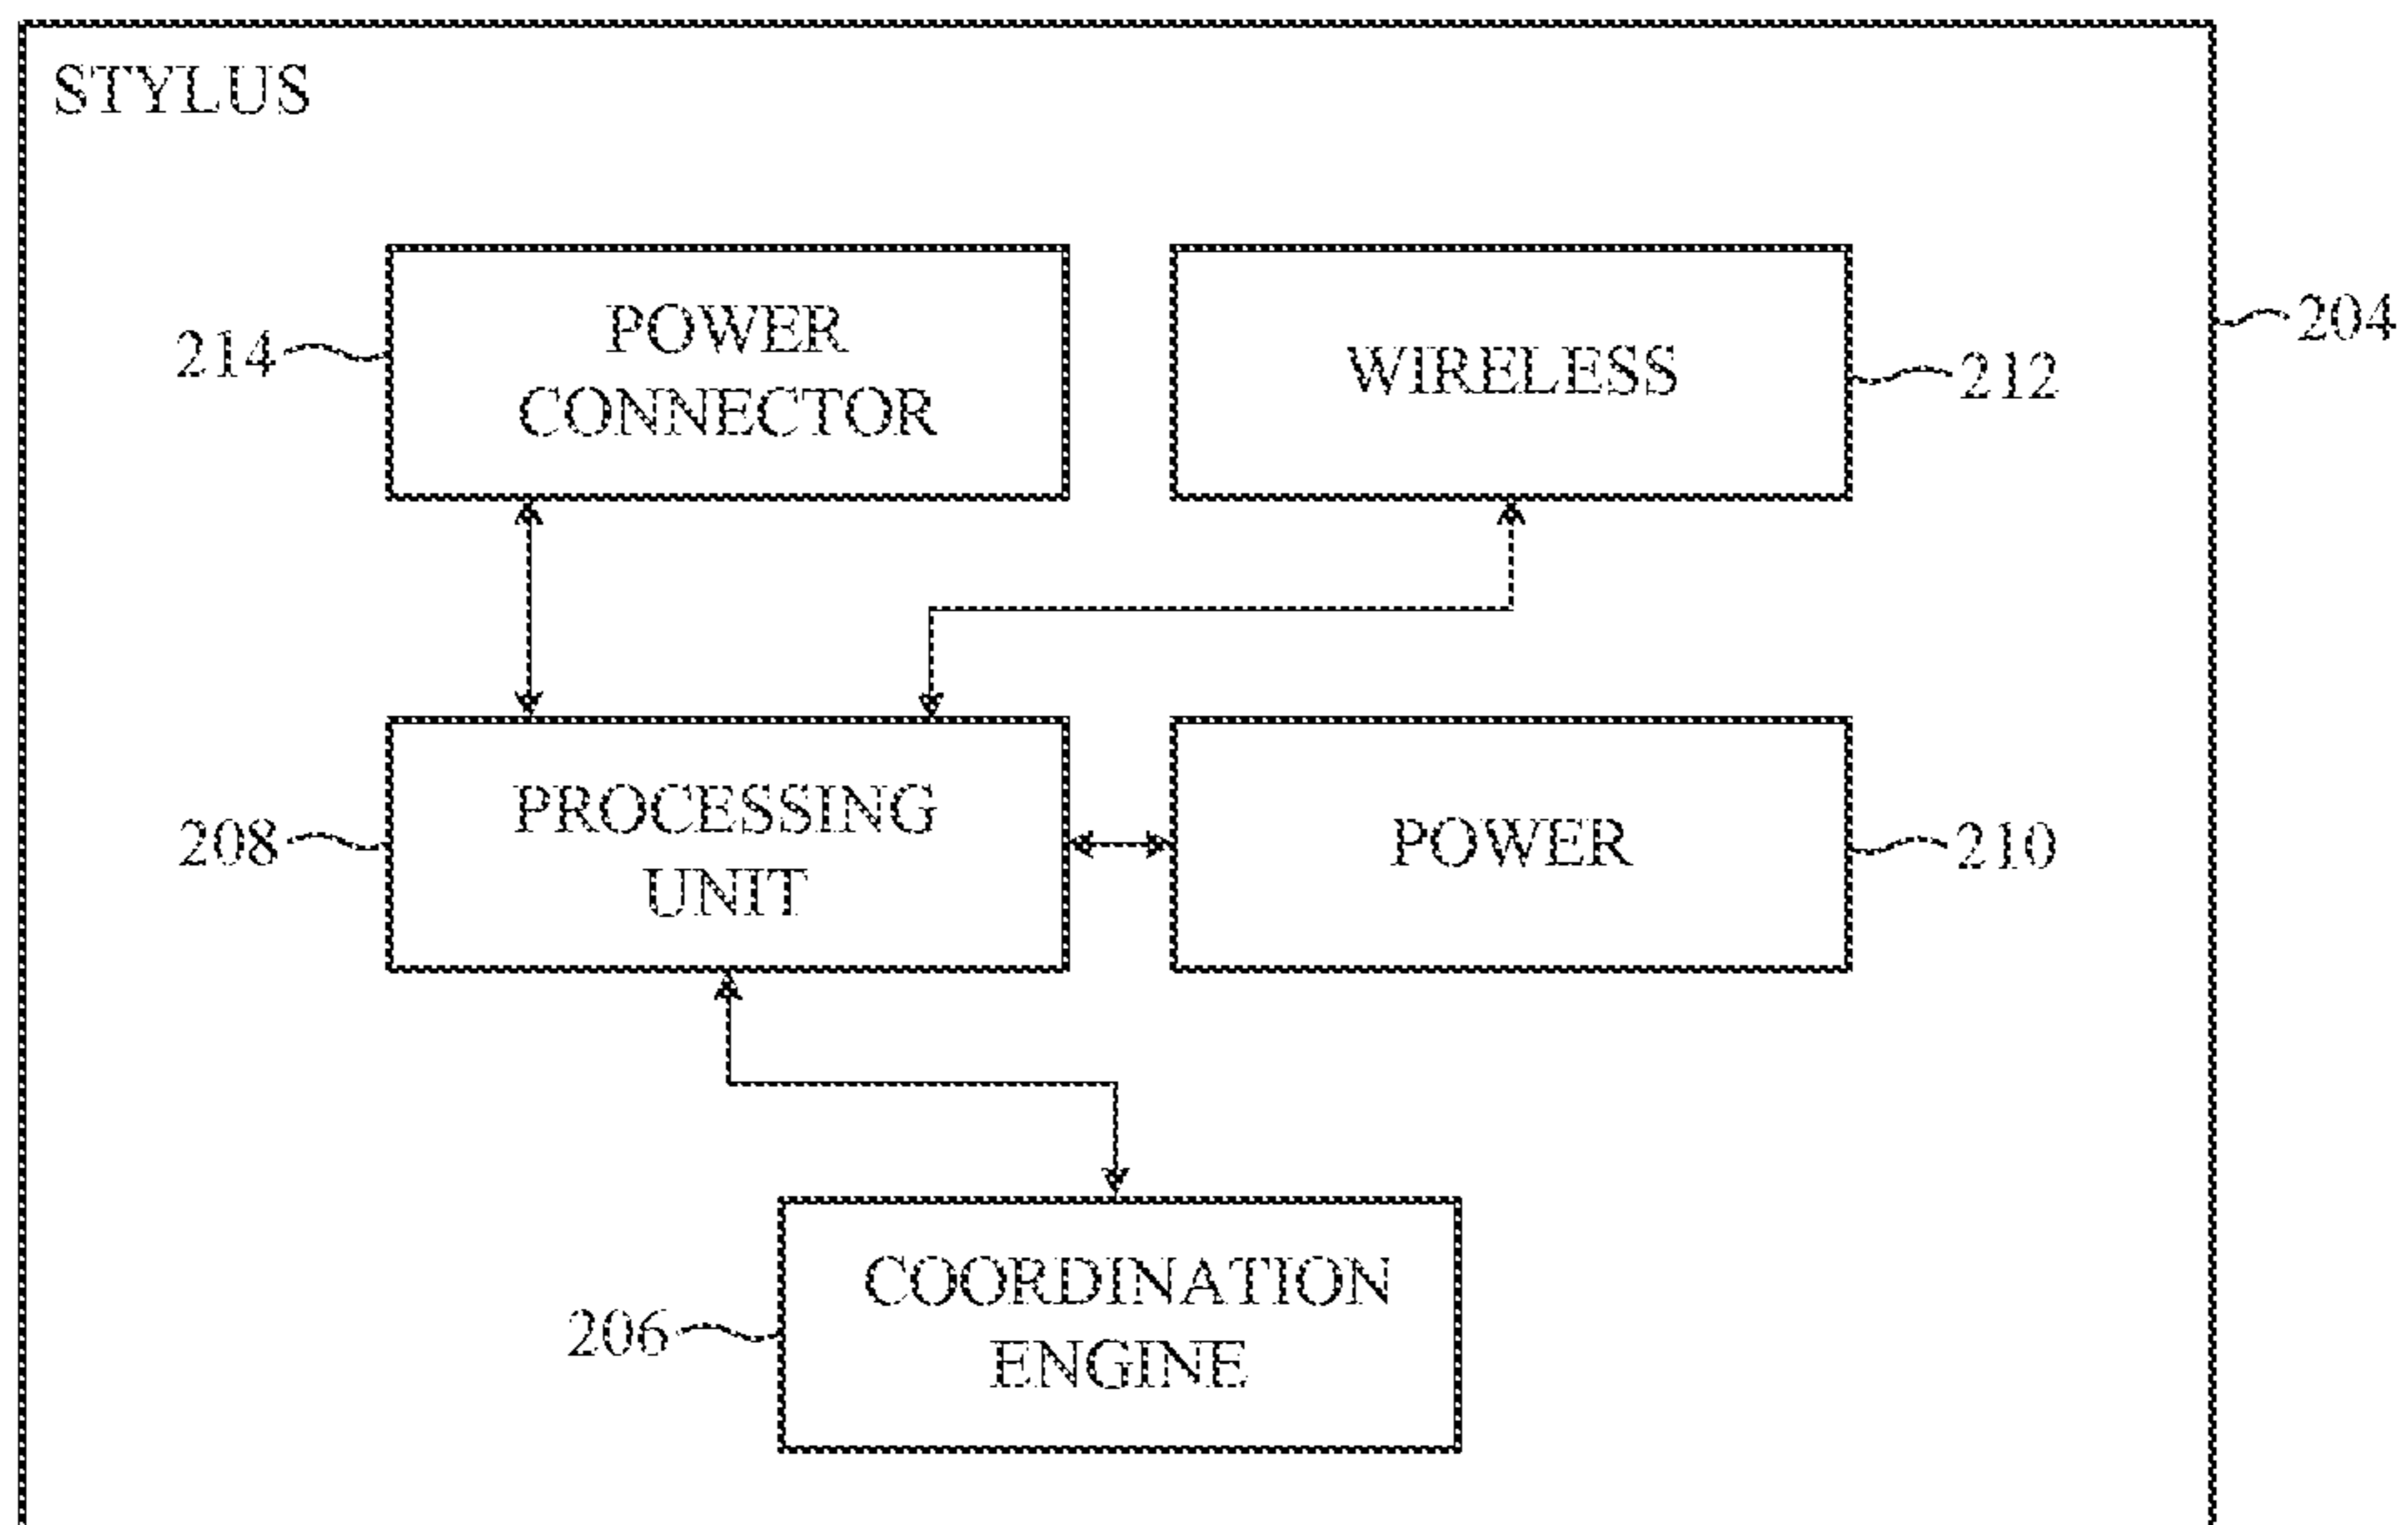 STYLUS
POWER
CONNECTOR
WIRELESS
214
212
204
PROCESSING
UNIT
POWER
208
210
COORDINATION
ENGINE
206